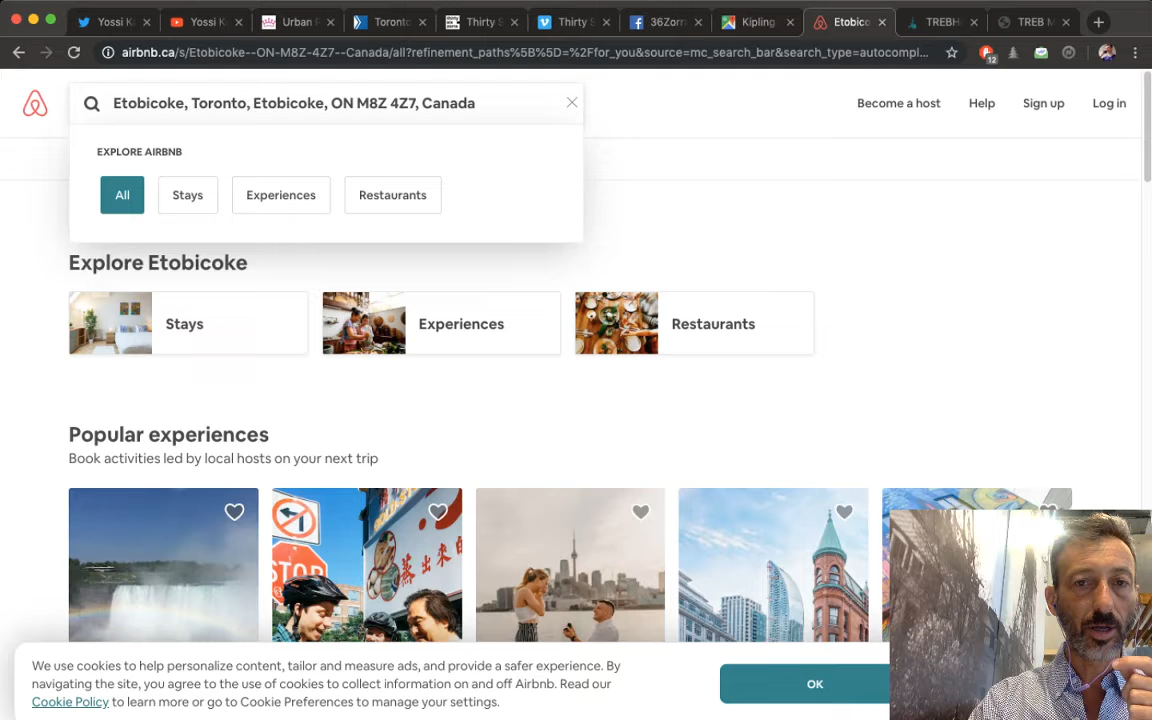 Yossi K
Yossi K
Urban R
Toronto
Thirty S
Thirty S
36Zorn
Kipling
Etobico
TREBH
TREB M
airbnb.ca/s/Etobicoke--ON-M8Z-4Z7--Canada/all?refinement_paths%5B%5D=%2Ffor_you&source=mc_search_bar&search_type=autocompl...
12
Etobicoke, Toronto, Etobicoke, ON M8Z 4Z7, Canada
Become a host
Help
Sign up
Log in
EXPLORE AIRBNB
All
Stays
Experiences
Restaurants
Explore Etobicoke
Stays
Experiences
Restaurants
Popular experiences
Book activities led by local hosts on your next trip
We use cookies to help personalize content, tailor and measure ads, and provide a safer experience. By
navigating the site, you agree to the use of cookies to collect information on and off Airbnb. Read our
Cookie Policy to learn more or go to Cookie Preferences to manage your settings.
OK